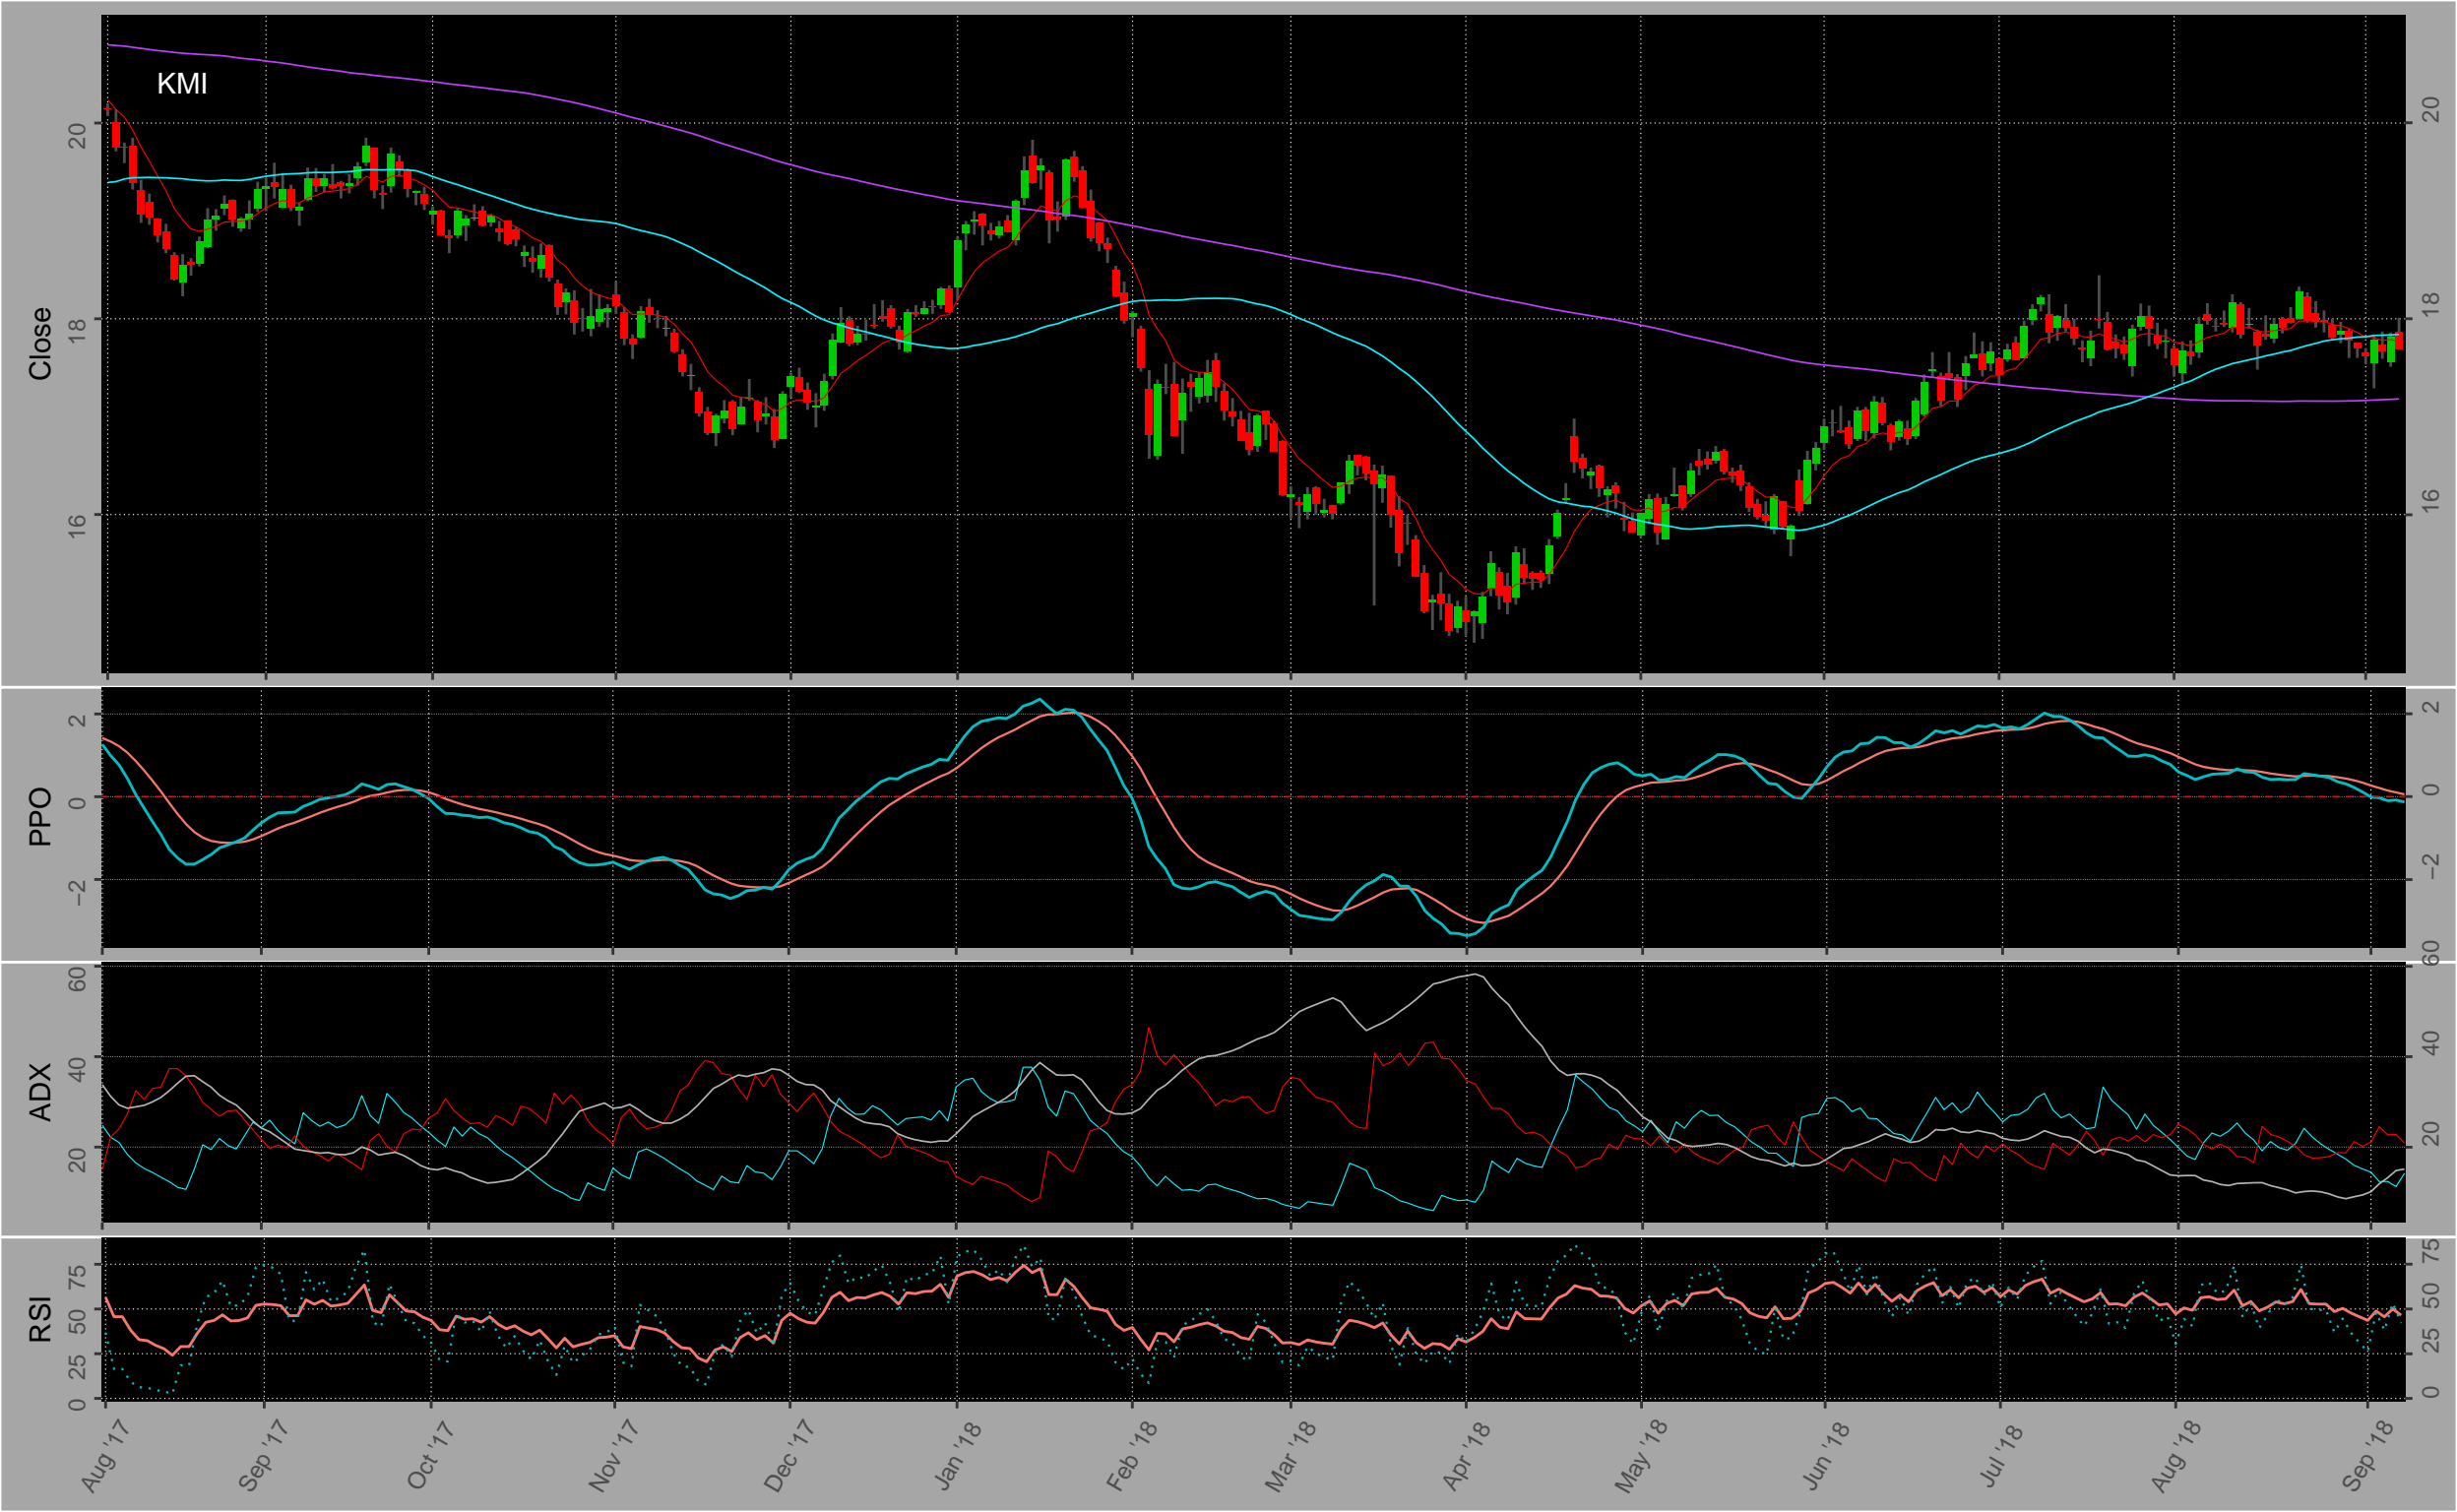 KMI
Close
20
18
16
20
18
16
PPO
2
0
−2
2
0
−2
ADX
60
40
20
60
40
20
RSI
75
50
25
0
75
50
25
0
Aug '17
Sep '17
Oct '17
Nov '17
Dec '17
Jan '18
Feb '18
Mar '18
Apr '18
May '18
Jun '18
Jul '18
Aug '18
Sep '18